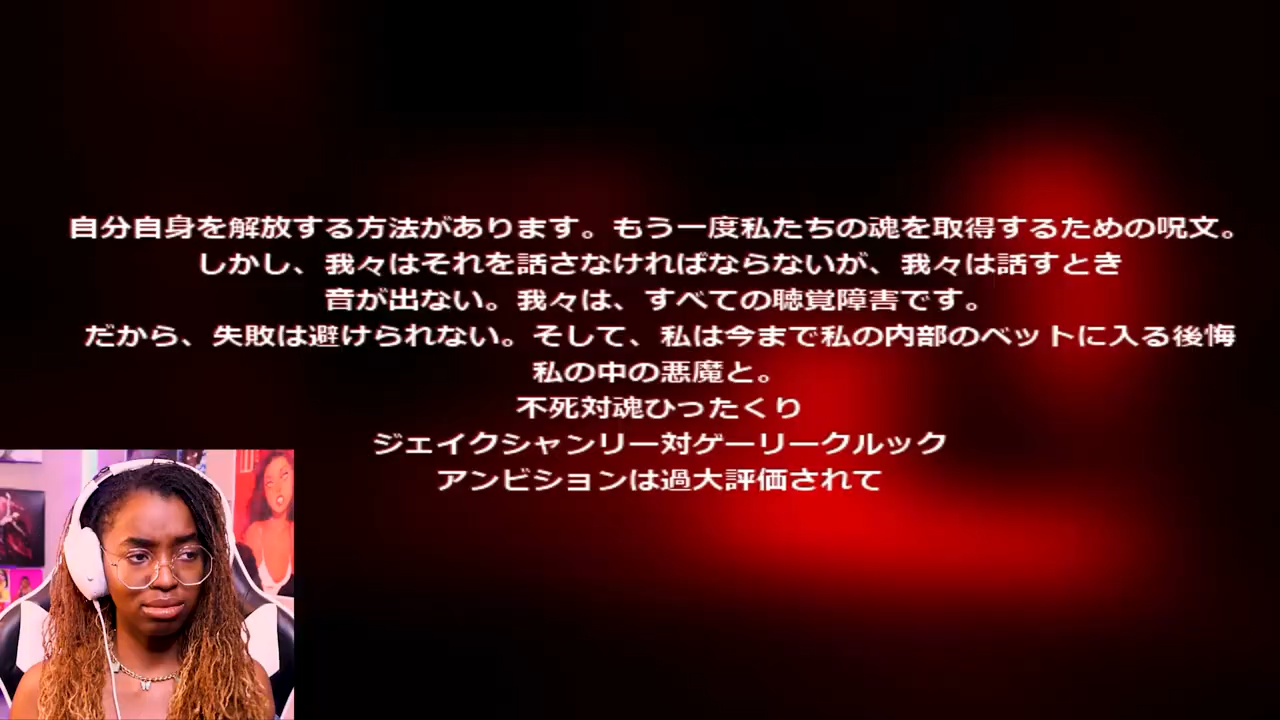 自分自身を解放する方法があります。もう一度私たちの魂を取得するための呪文。
しかし、我々はそれを話さなければならないが、我々は話すとき
音が出ない。我々は、すべての聴覚障害です。
だから、失敗は避けられない。そして、私は今まで私の内部のベットに入る後悔
私の中の悪魔と。
不死対魂ひったくり
ジェイクシャンリー対ゲーリークルック
アンビションは過大評価されて